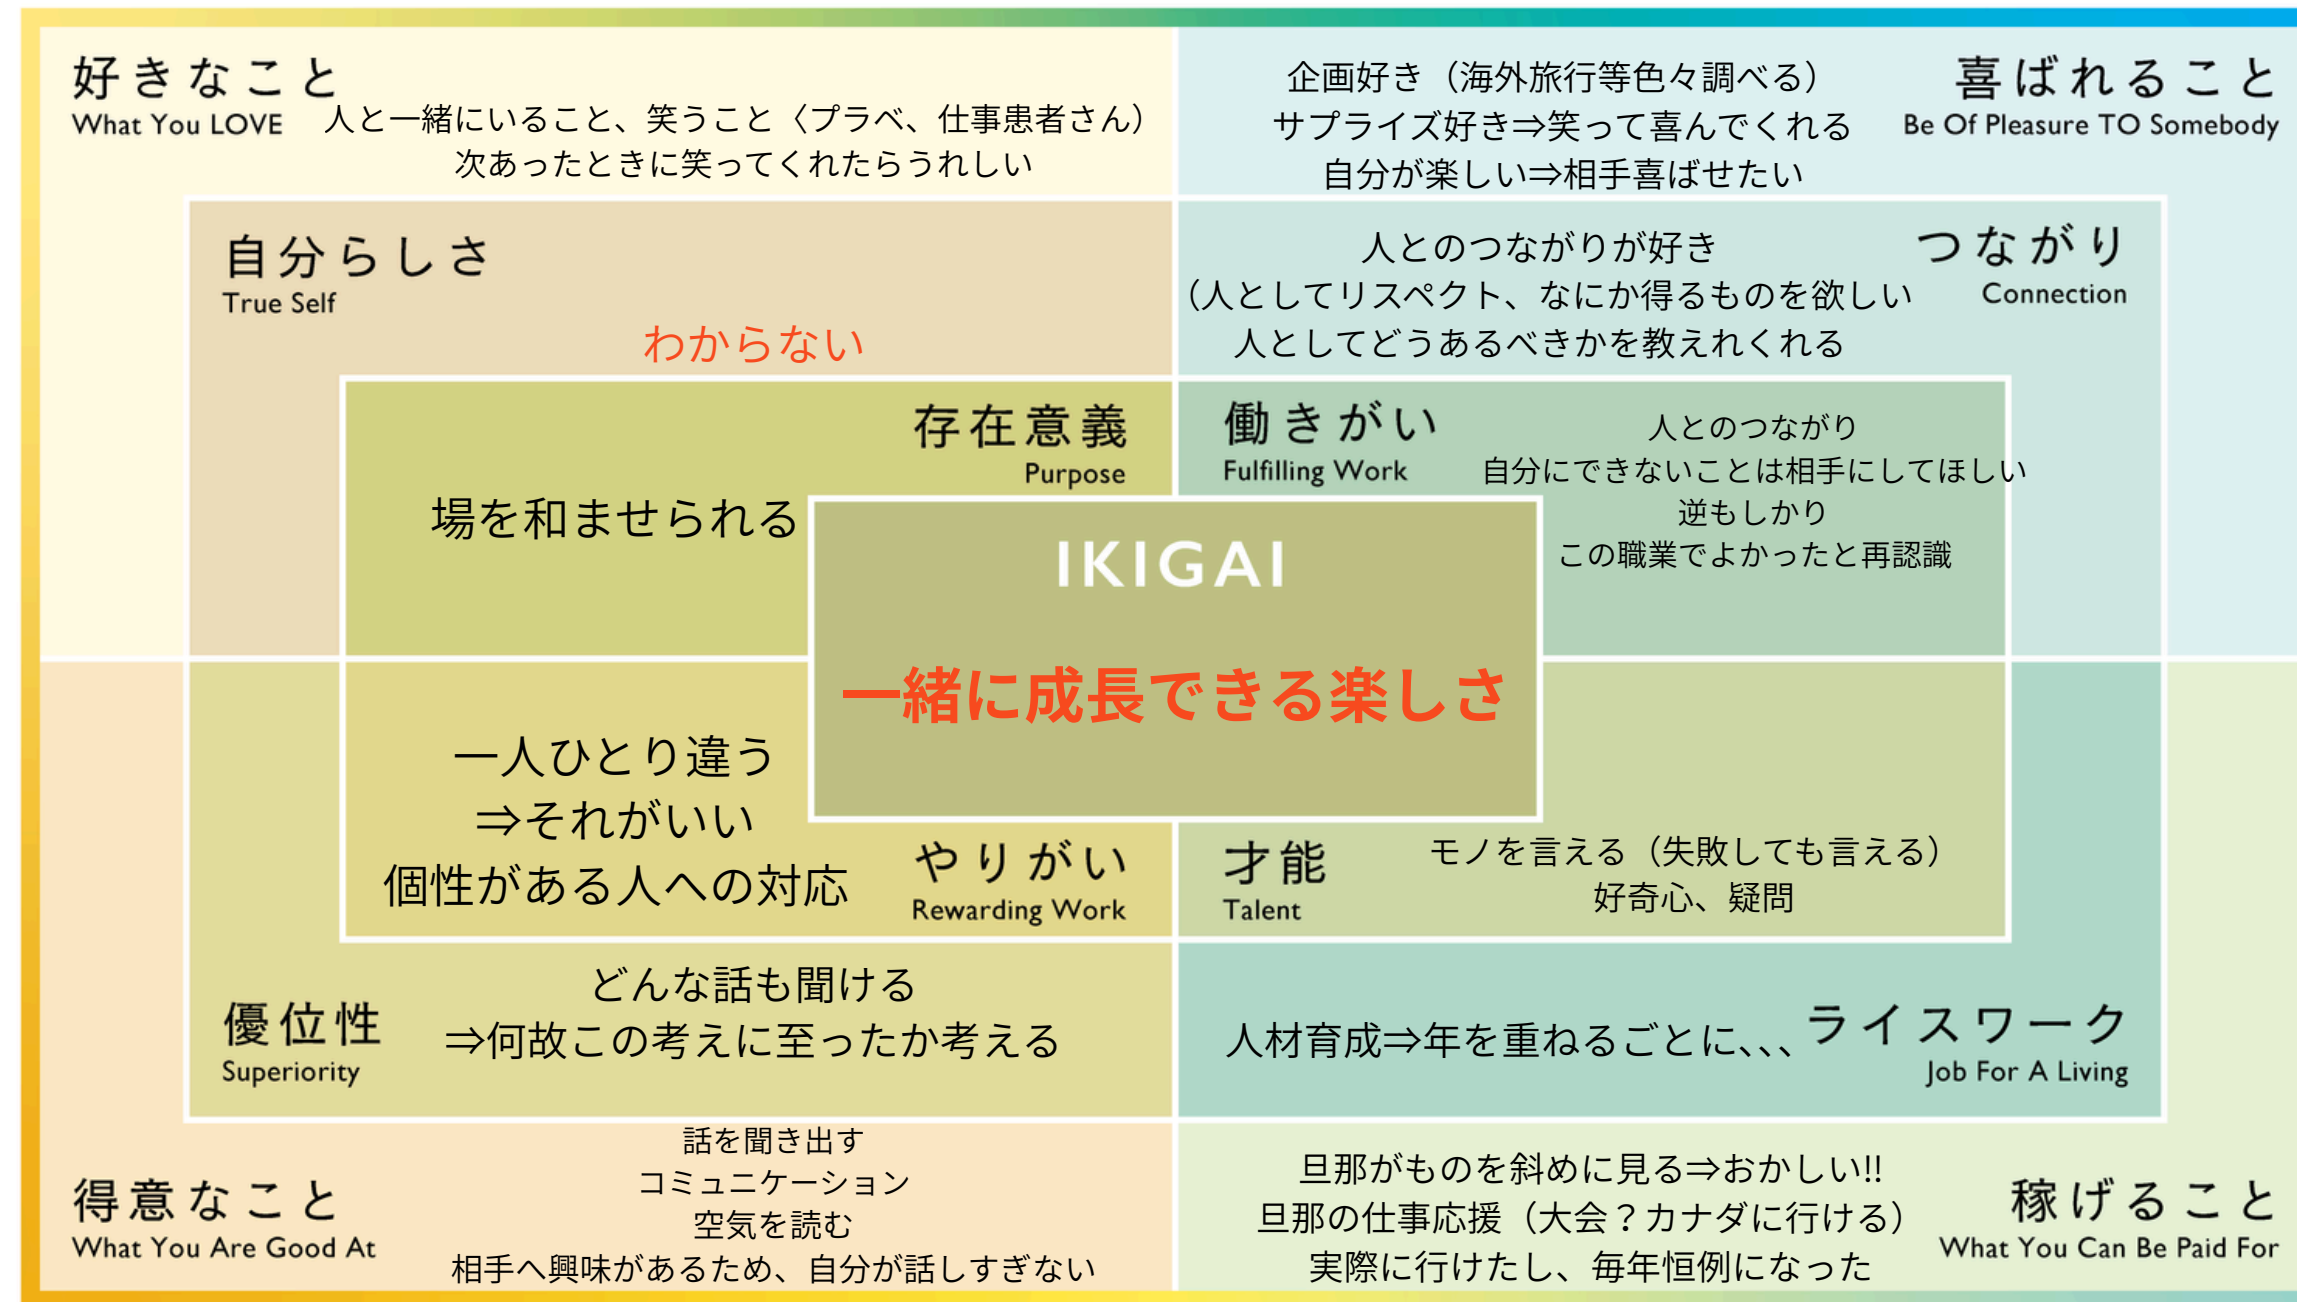 好きなこと
What You LOVE
人と一緒にいること、笑うこと〈プラベ、仕事患者さん）
次あったときに笑ってくれたらうれしい
企画好き（海外旅行等色々調べる）
サプライズ好き⇒笑って喜んでくれる
自分が楽しい⇒相手喜ばせたい
喜ばれること
Be Of Pleasure TO Somebody
自分らしさ
True Self
わからない
人とのつながりが好き
（人としてリスペクト、なにか得るものを欲しい
人としてどうあるべきかを教えれくれる
つながり
Connection
存在意義
Purpose
場を和ませられる
働きがい
Fulfilling Work
人とのつながり
自分にできないことは相手にしてほしい
逆もしかり
この職業でよかったと再認識
IKIGAI
一緒に成長できる楽しさ
一人ひとり違う
⇒それがいい
個性がある人への対応
やりがい
Rewarding Work
才能
Talent
モノを言える（失敗しても言える）
好奇心、疑問
優位性
Superiority
どんな話も聞ける
⇒何故この考えに至ったか考える
人材育成⇒年を重ねるごとに､､､
ライスワーク
Job For A Living
得意なこと
What You Are Good At
話を聞き出す
コミュニケーション
空気を読む
相手へ興味があるため、自分が話しすぎない
旦那がものを斜めに見る⇒おかしい!!
旦那の仕事応援（大会？カナダに行ける）
実際に行けたし、毎年恒例になった
稼げること
What You Can Be Paid For